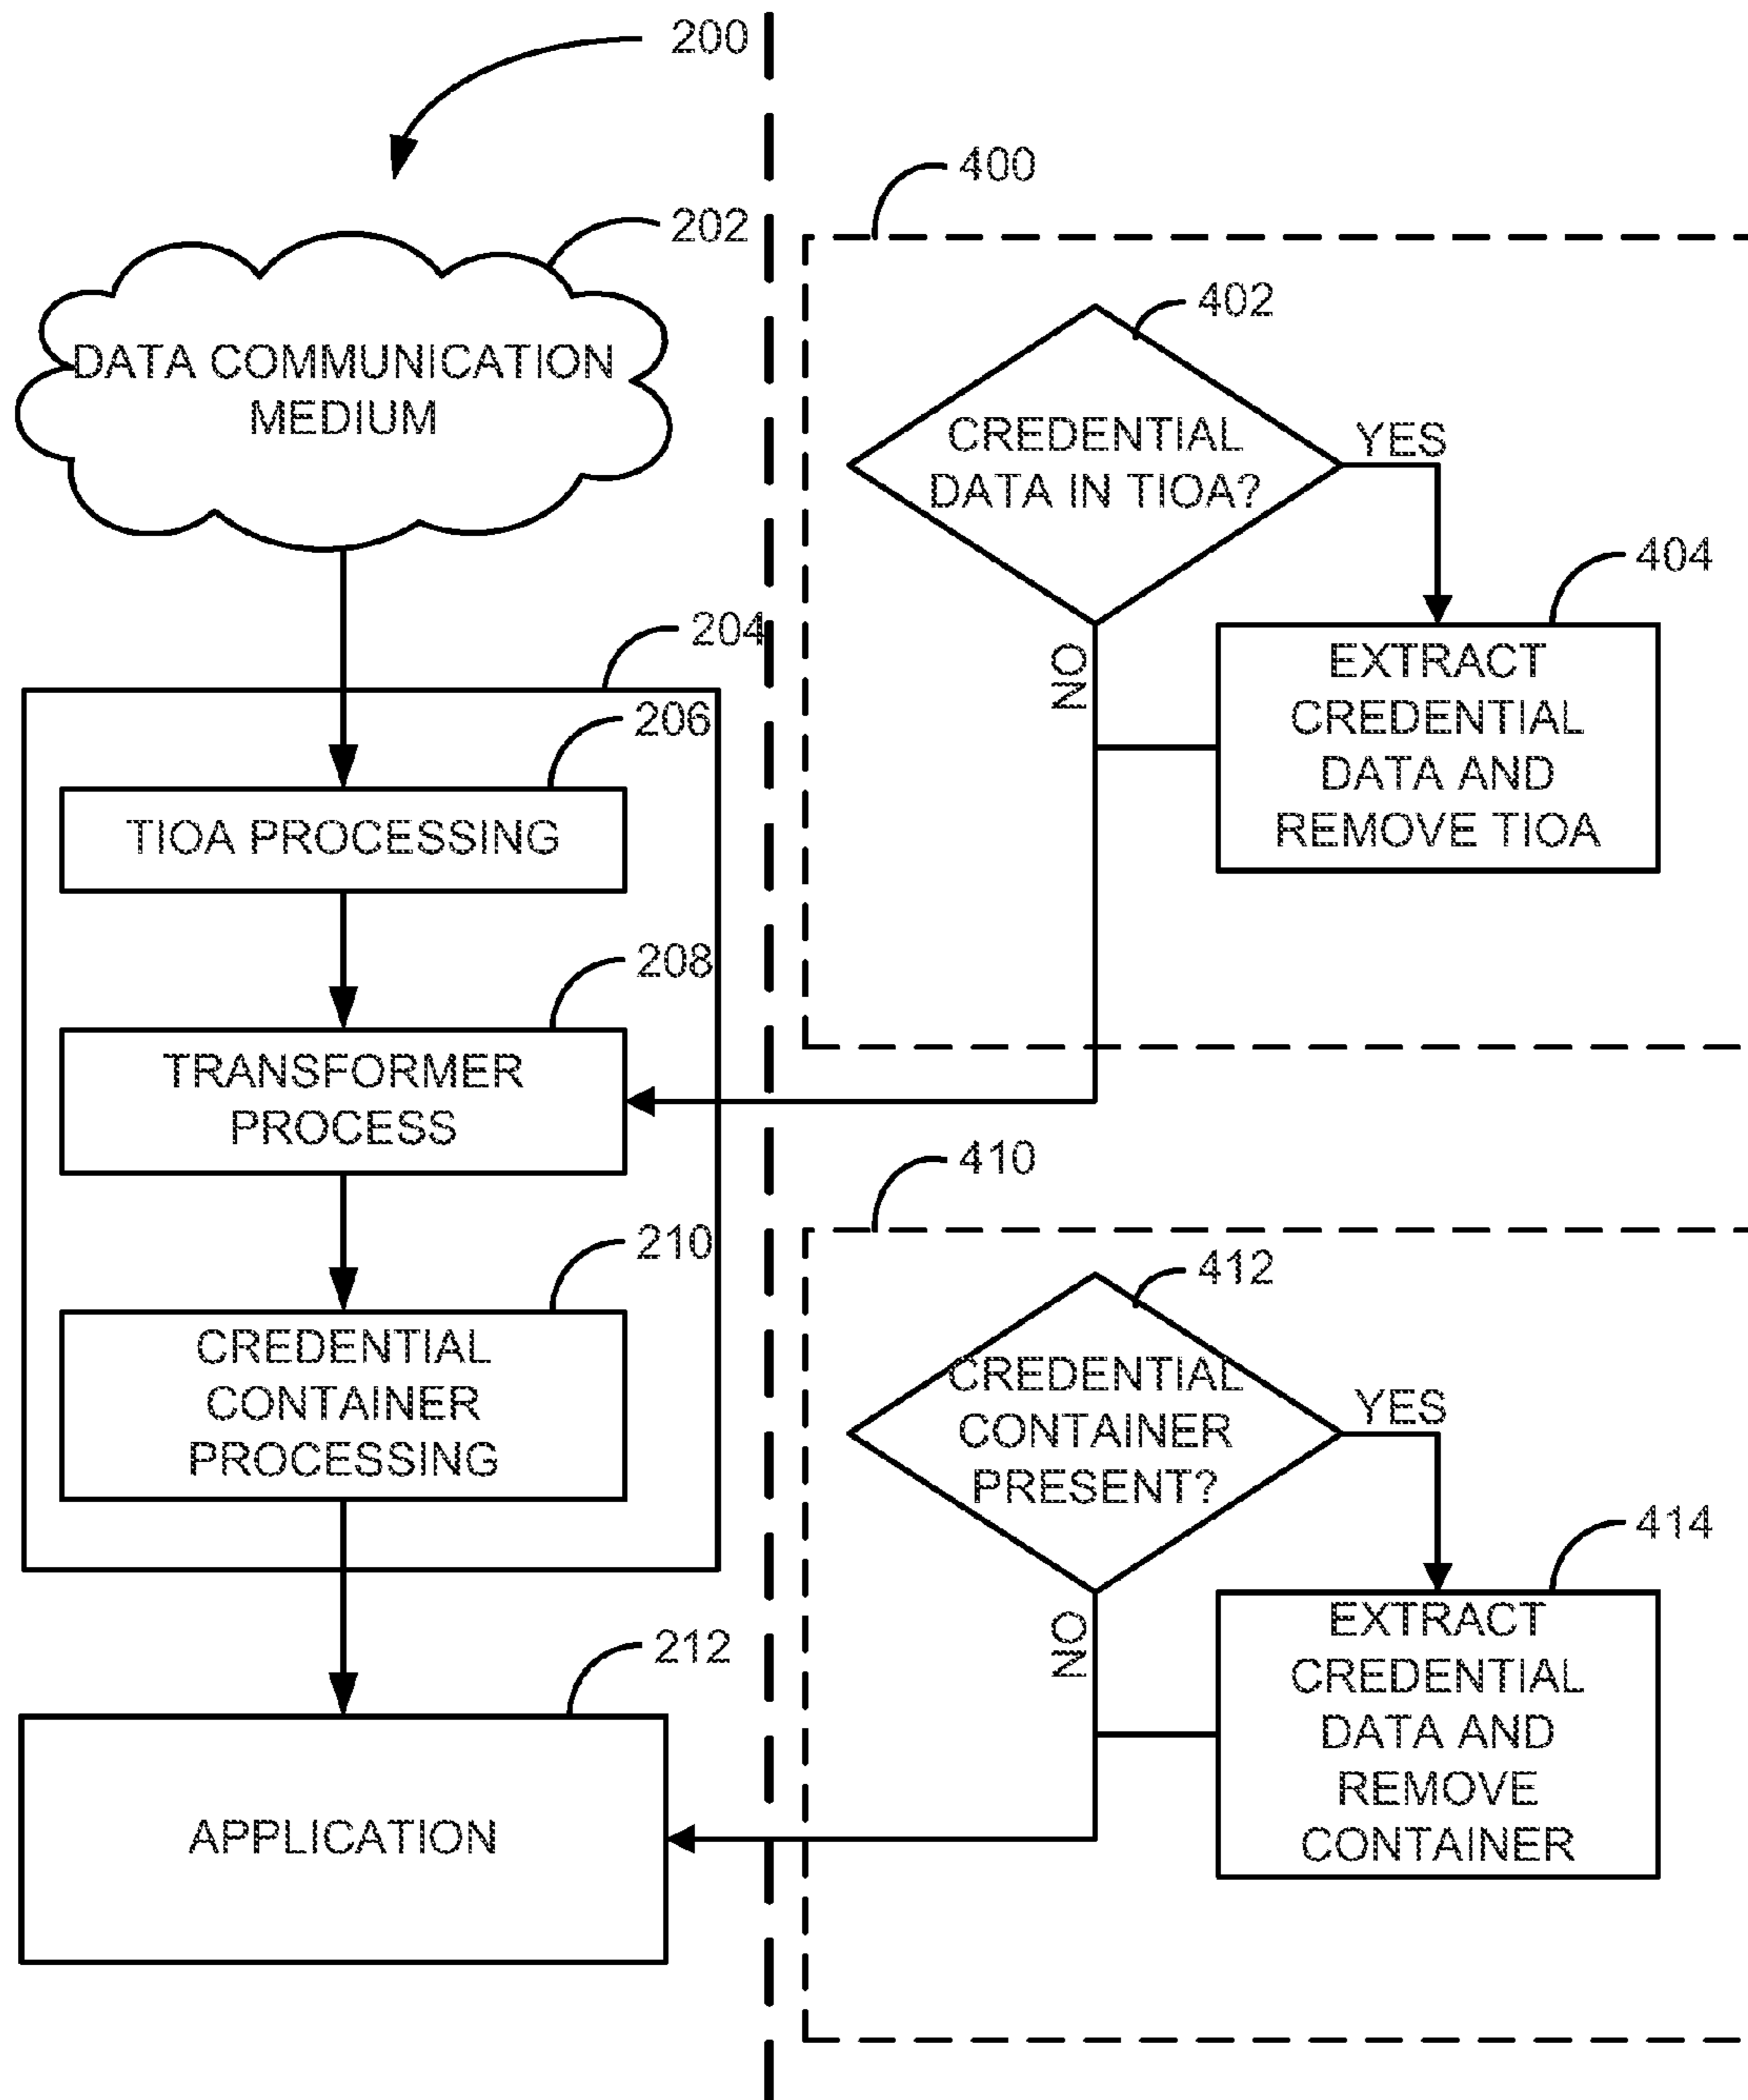 200
202
DATA COMMUNICATION
MEDIUM
204
206
TIOA PROCESSING
208
TRANSFORMER
PROCESS
210
CREDENTIAL
CONTAINER
PROCESSING
212
APPLICATION
400
402
CREDENTIAL
DATA IN TIOA?
YES
NO
404
EXTRACT
CREDENTIAL
DATA AND
REMOVE TIOA
410
412
CREDENTIAL
CONTAINER
PRESENT?
YES
NO
414
EXTRACT
CREDENTIAL
DATA AND
REMOVE
CONTAINER